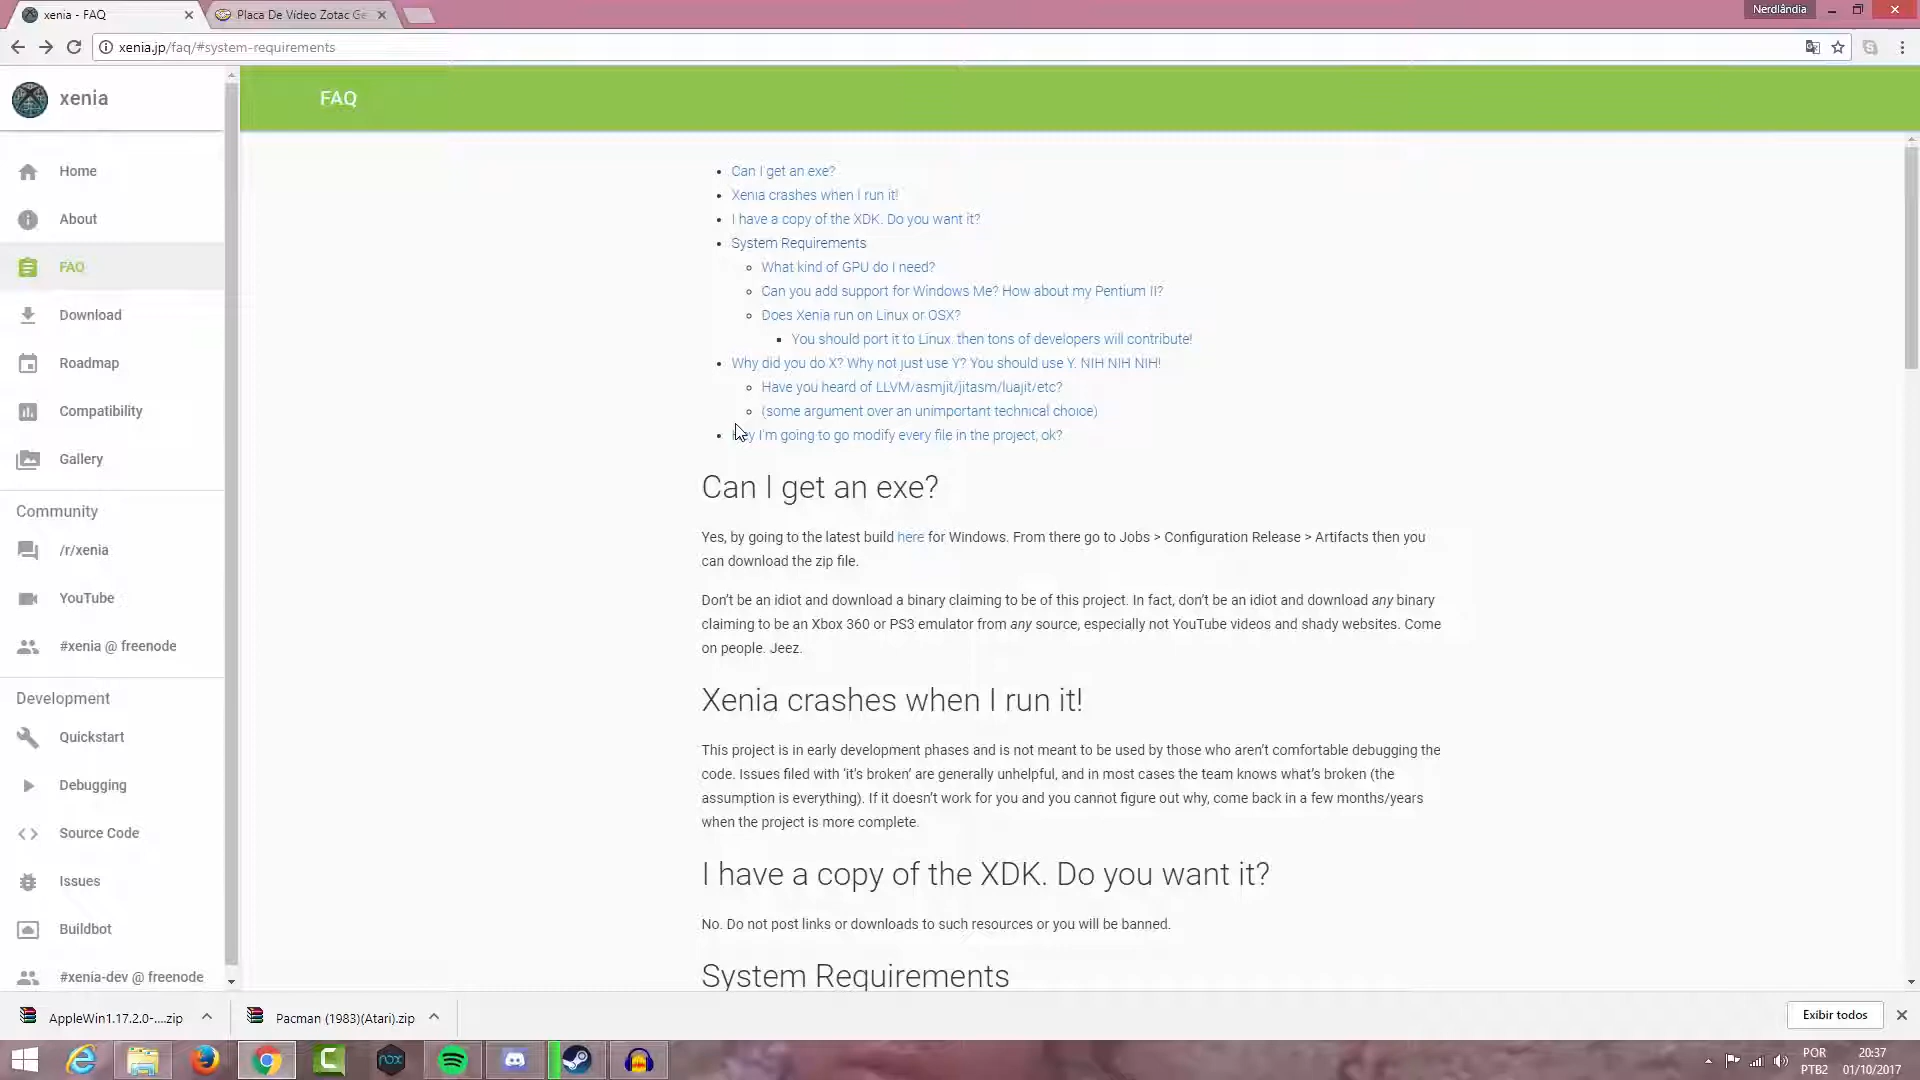 xenia - FAQ
Placa De Vídeo Zotac Ge
Nerdlândia
xenia.jp/faq/#system-requirements
xenia
FAQ
Home
About
FAQ
Download
Roadmap
Compatibility
Gallery
Community
/r/xenia
YouTube
#xenia @ freenode
Development
Quickstart
Debugging
Source Code
Issues
Buildbot
#xenia-dev @ freenode
Can I get an exe?
Xenia crashes when I run it!
I have a copy of the XDK. Do you want it?
System Requirements
What kind of GPU do I need?
Can you add support for Windows Me? How about my Pentium II?
Does Xenia run on Linux or OSX?
You should port it to Linux, then tons of developers will contribute!
Why did you do X? Why not just use Y? You should use Y. NIH NIH NIH!
Have you heard of LLVM/asmjit/jitasm/luajit/etc?
(some argument over an unimportant technical choice)
I'm going to go modify every file in the project, ok?
Can I get an exe?
Yes, by going to the latest build here for Windows. From there go to Jobs > Configuration Release > Artifacts then you
can download the zip file.
Don't be an idiot and download a binary claiming to be of this project. In fact, don't be an idiot and download any binary
claiming to be an Xbox 360 or PS3 emulator from any source, especially not YouTube videos and shady websites. Come
on people. Jeez.
Xenia crashes when I run it!
This project is in early development phases and is not meant to be used by those who aren't comfortable debugging the
code. Issues filed with 'it's broken' are generally unhelpful, and in most cases the team knows what's broken (the
assumption is everything). If it doesn't work for you and you cannot figure out why, come back in a few months/years
when the project is more complete.
I have a copy of the XDK. Do you want it?
No. Do not post links or downloads to such resources or you will be banned.
System Requirements
AppleWin1.17.2.0-....zip
Pacman (1983)(Atari).zip
Exibir todos
nox
POR
PTB2
20:37
01/10/2017